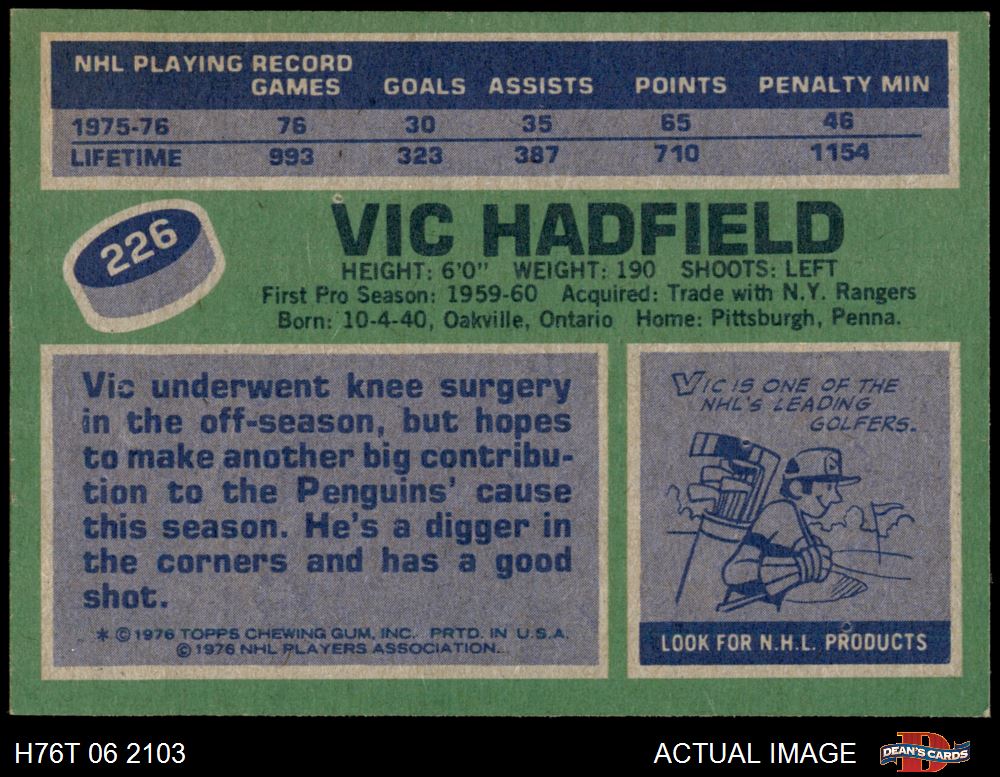 NHL PLAYING RECORD
GAMES GOALS ASSISTS POINTS PENALTY MIN
1975-76 76 30 35 65 46
LIFETIME 993 323 387 710 1154
226
VIC HADFIELD
HEIGHT: 6'0" WEIGHT: 190 SHOOTS: LEFT
First Pro Season: 1959-60 Acquired: Trade with N.Y. Rangers
Born: 10-4-40, Oakville, Ontario Home: Pittsburgh, Penna.
Vic underwent knee surgery
in the off-season, but hopes
to make another big contribu-
tion to the Penguins' cause
this season. He's a digger in
the corners and has a good
shot.
* © 1976 TOPPS CHEWING GUM, INC. PRTD. IN U.S.A.
© 1976 NHL PLAYERS ASSOCIATION.
VIC IS ONE OF THE
NHL'S LEADING
GOLFERS.
LOOK FOR N.H.L. PRODUCTS
H76T 06 2103
ACTUAL IMAGE
DEAN'S CARDS